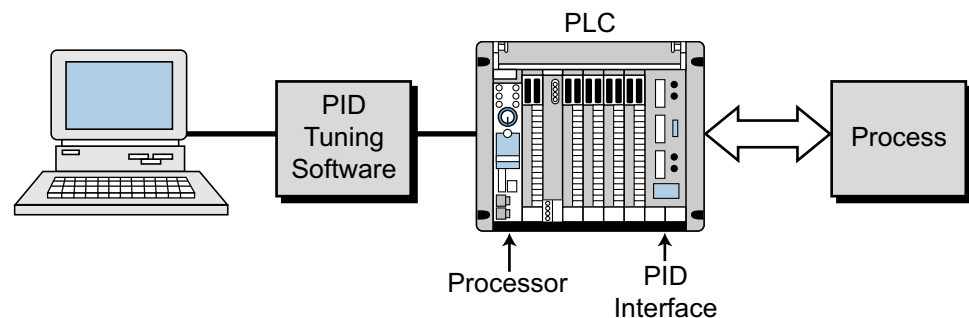 PLC
PID
Tuning
Software
Process
Processor
PID
Interface